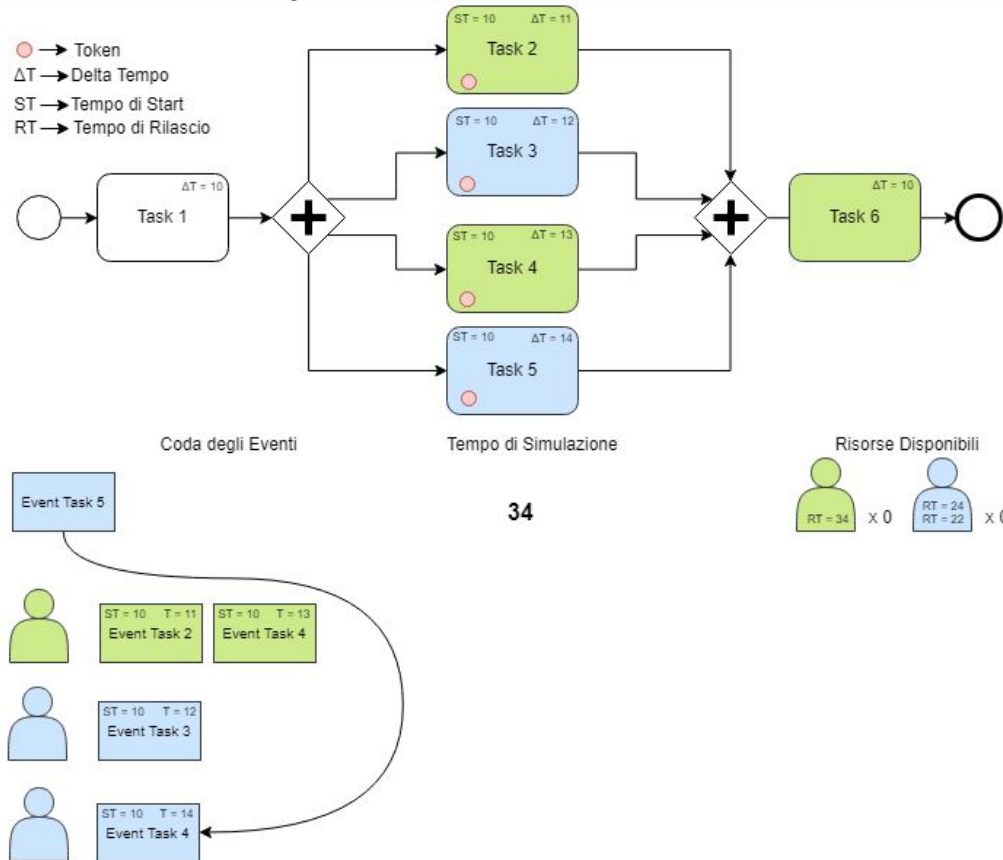 Token
ΔT Delta Tempo
ST Tempo di Start
RT Tempo di Rilascio
ΔT = 10
Task 1
ST = 10 ΔT = 11
Task 2
ST = 10 ΔT = 12
Task 3
ST = 10 ΔT = 13
Task 4
ST = 10 ΔT = 14
Task 5
ΔT = 10
Task 6
Coda degli Eventi
Tempo di Simulazione
Risorse Disponibili
Event Task 5
34
RT = 34
x 0
RT = 24
RT = 22
x 0
ST = 10 T = 11
Event Task 2
ST = 10 T = 13
Event Task 4
ST = 10 T = 12
Event Task 3
ST = 10 T = 14
Event Task 4